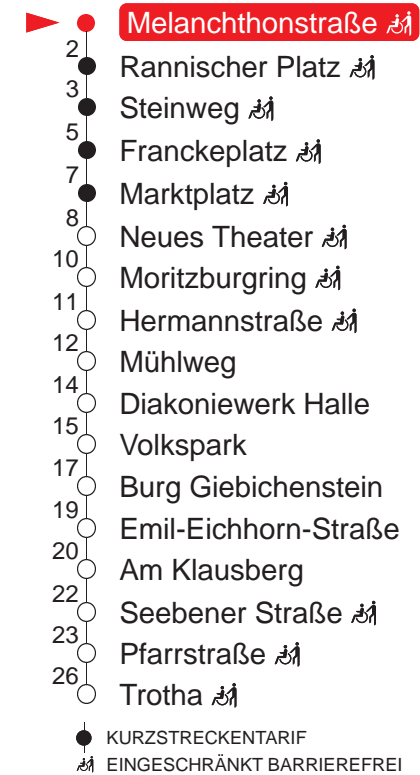 Melanchthonstraße
2 Rannischer Platz
3 Steinweg
5 Franckeplatz
7 Marktplatz
8 Neues Theater
10 Moritzburgring
11 Hermannstraße
12 Mühlweg
14 Diakoniewerk Halle
15 Volkspark
17 Burg Giebichenstein
19 Emil-Eichhorn-Straße
20 Am Klausberg
22 Seebener Straße
23 Pfarrstraße
26 Trotha
KURZSTRECKENTARIF
EINGESCHRÄNKT BARRIEREFREI